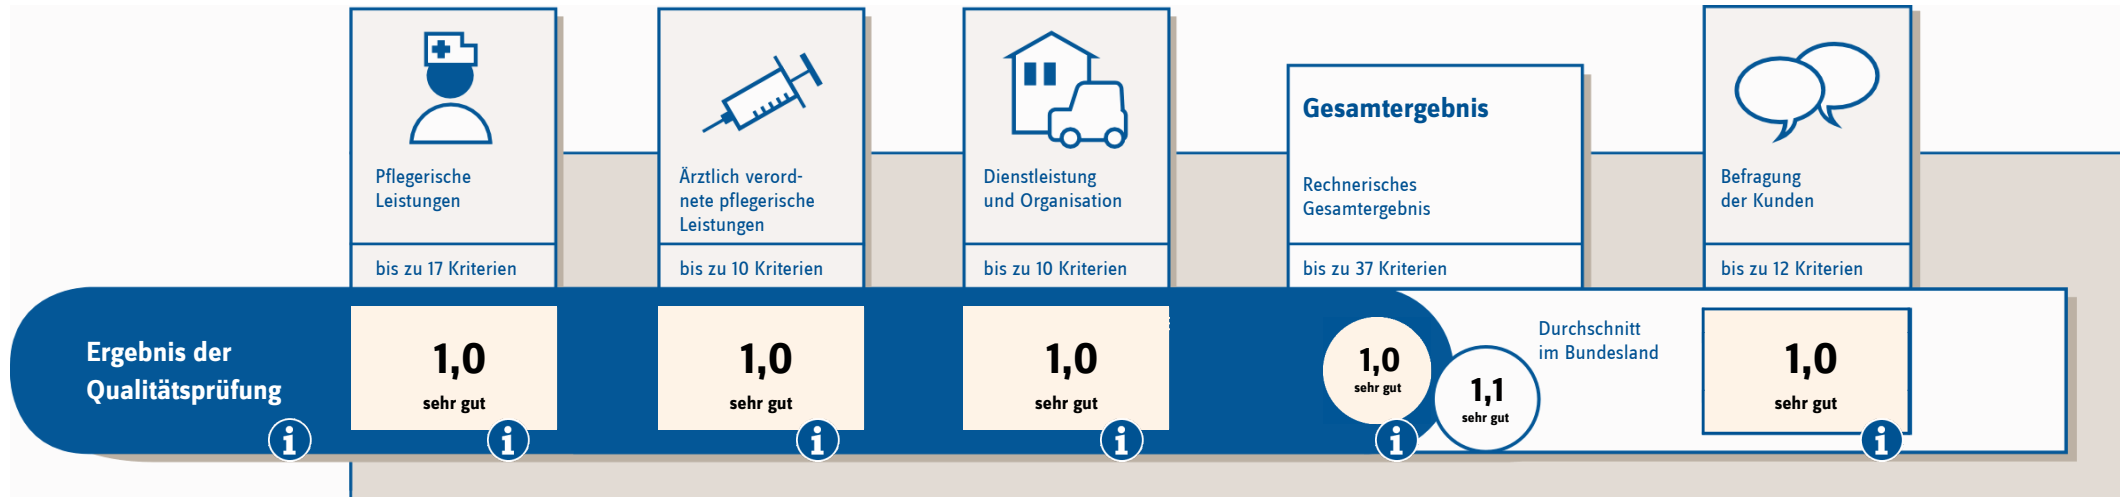 Pflegerische
Leistungen
bis zu 17 Kriterien
Ärztlich verord-
nete pflegerische
Leistungen
bis zu 10 Kriterien
Dienstleistung
und Organisation
bis zu 10 Kriterien
Gesamtergebnis
Rechnerisches
Gesamtergebnis
bis zu 37 Kriterien
Befragung
der Kunden
bis zu 12 Kriterien
Ergebnis der
Qualitätsprüfung
i
1,0
sehr gut
i
1,0
sehr gut
i
1,0
sehr gut
i
1,0
sehr gut
i
1,1
sehr gut
Durchschnitt
im Bundesland
1,0
sehr gut
i